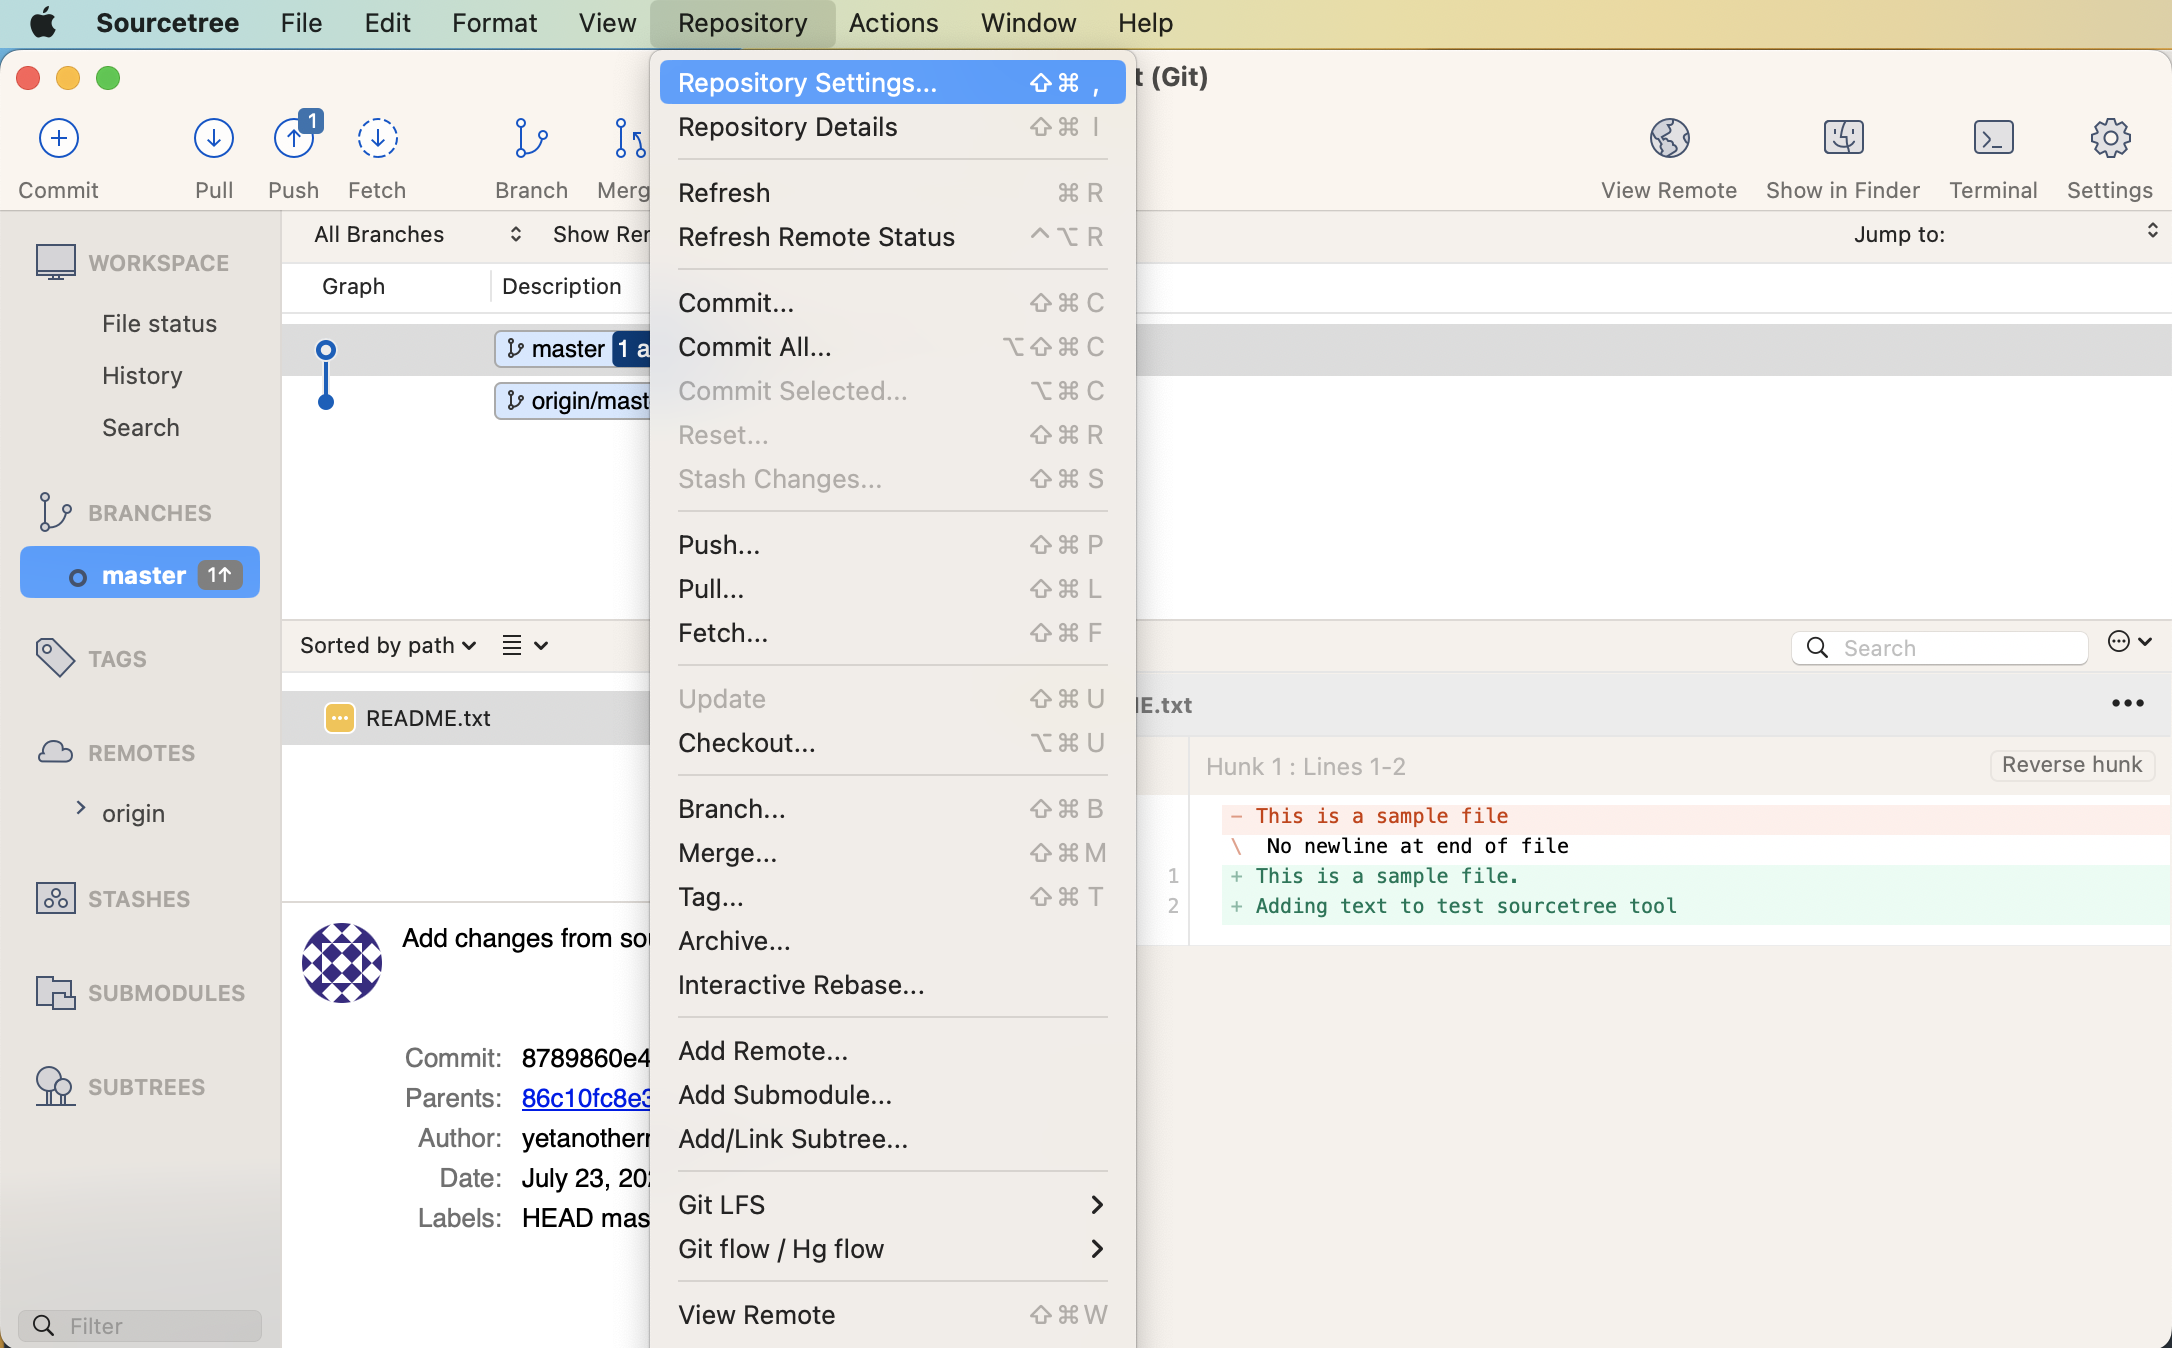 Sourcetree File Edit Format View Repository Actions Window Help
t (Git)
1
Commit Pull Push Fetch Branch Merg View Remote Show in Finder Terminal Settings
All Branches Show Rer Jump to:
Graph Description
master 1 a
origin/mast
WORKSPACE
File status
History
Search
BRANCHES
master 1↑
TAGS
REMOTES
origin
STASHES
SUBMODULES
SUBTREES
Filter
Sorted by path
README.txt
Add changes from sou
Commit: 8789860e4
Parents: 86c10fc8e3
Author: yetanotherr
Date: July 23, 202
Labels: HEAD mas
Repository Settings... ⇧⌘ ,
Repository Details ⇧⌘ I
Refresh ⌘ R
Refresh Remote Status ^⌥ R
Commit... ⇧⌘ C
Commit All... ⌥⇧⌘ C
Commit Selected... ⌥⌘ C
Reset... ⇧⌘ R
Stash Changes... ⇧⌘ S
Push... ⇧⌘ P
Pull... ⇧⌘ L
Fetch... ⇧⌘ F
Update ⇧⌘ U
Checkout... ⌥⌘ U
Branch... ⇧⌘ B
Merge... ⇧⌘ M
Tag... ⇧⌘ T
Archive...
Interactive Rebase...
Add Remote...
Add Submodule...
Add/Link Subtree...
Git LFS
Git flow / Hg flow
View Remote ⇧⌘ W
Search
E.txt
Hunk 1 : Lines 1-2 Reverse hunk
- This is a sample file
\ No newline at end of file
1 + This is a sample file.
2 + Adding text to test sourcetree tool